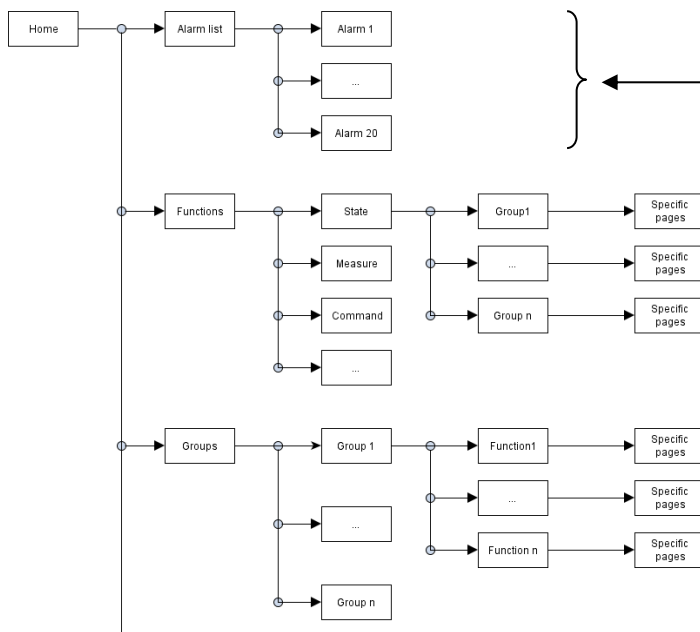 Home
Alarm list
Alarm 1
...
Alarm 20
Functions
State
Group1
Specific
pages
Measure
...
Specific
pages
Command
Group n
Specific
pages
...
Groups
Group 1
Function1
Specific
pages
...
Specific
pages
...
Function n
Specific
pages
Group n